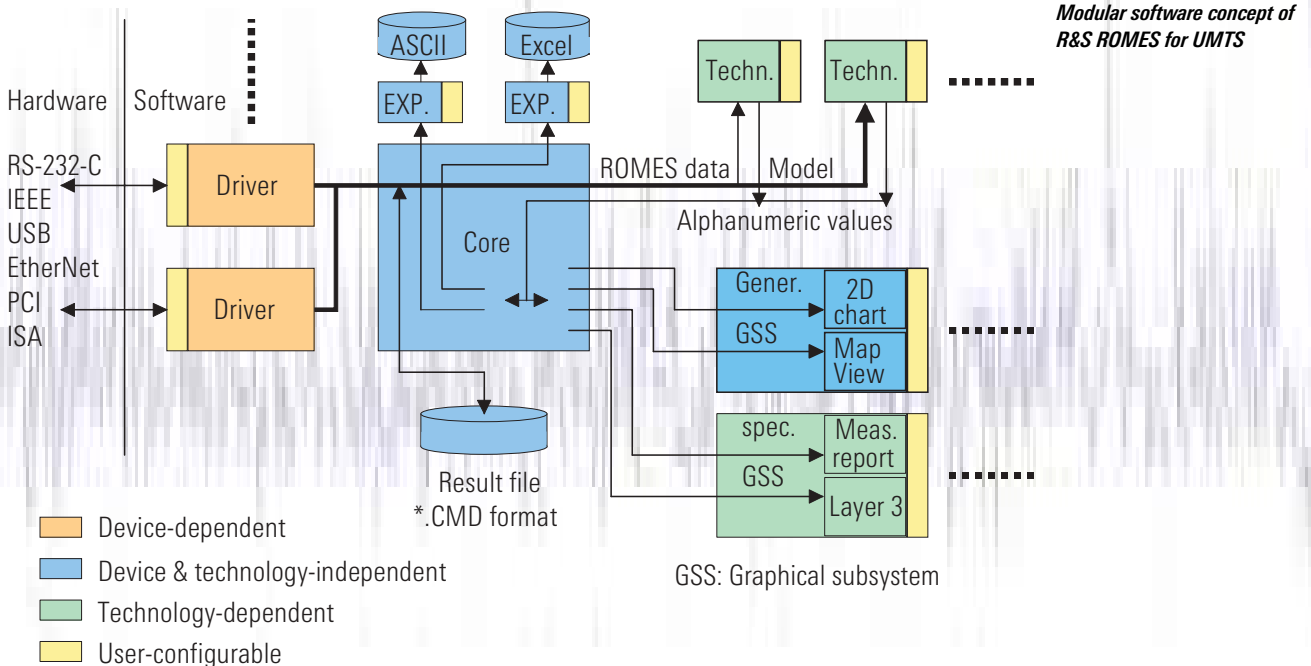 Modular software concept of
R&S ROMES for UMTS
Hardware
Software
ASCII
Excel
EXP.
EXP.
Techn.
Techn.
RS-232-C
IEEE
USB
EtherNet
PCI
ISA
Driver
Driver
Core
ROMES data
Model
Alphanumeric values
Gener.
GSS
2D
chart
Map
View
spec.
GSS
Meas.
report
Layer 3
Result file
*.CMD format
GSS: Graphical subsystem
Device-dependent
Device & technology-independent
Technology-dependent
User-configurable